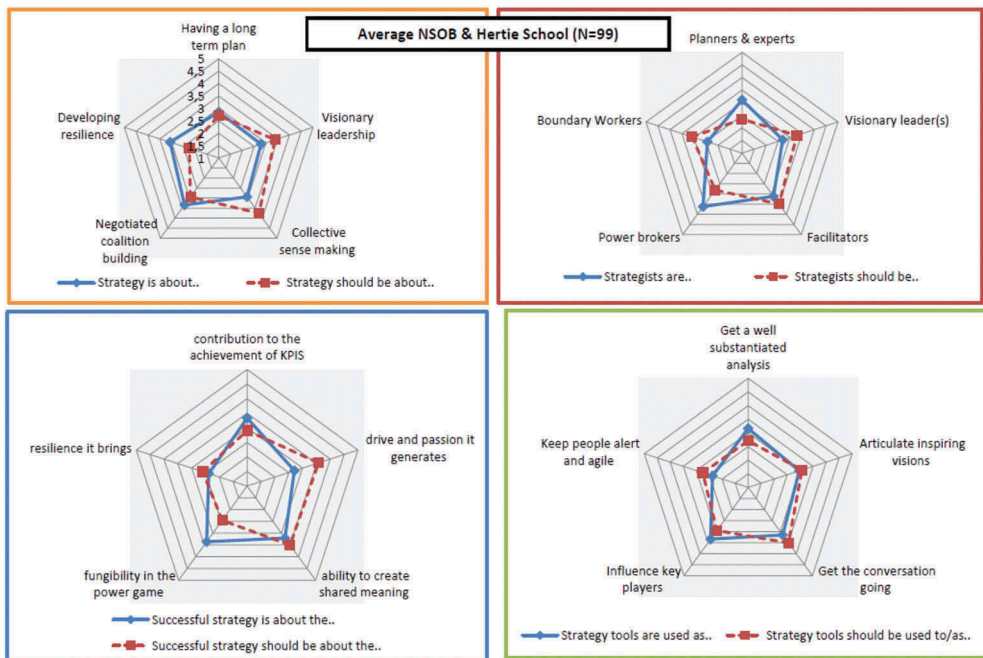 Average NSOB & Hertie School (N=99)
Having a long
term plan
5
4,5
4
3,5
3
2,5
2
1,5
1
Visionary
leadership
Collective
sense making
Negotiated
coalition
building
Developing
resilience
Strategy is about..
Strategy should be about..
Planners & experts
Visionary leader(s)
Facilitators
Power brokers
Boundary Workers
Strategists are..
Strategists should be..
contribution to the
achievement of KPIS
drive and passion it
generates
ability to create
shared meaning
fungibility in the
power game
resilience it brings
Successful strategy is about the..
Successful strategy should be about the..
Get a well
substantiated
analysis
Articulate inspiring
visions
Get the conversation
going
Influence key
players
Keep people alert
and agile
Strategy tools are used as..
Strategy tools should be used to/as..